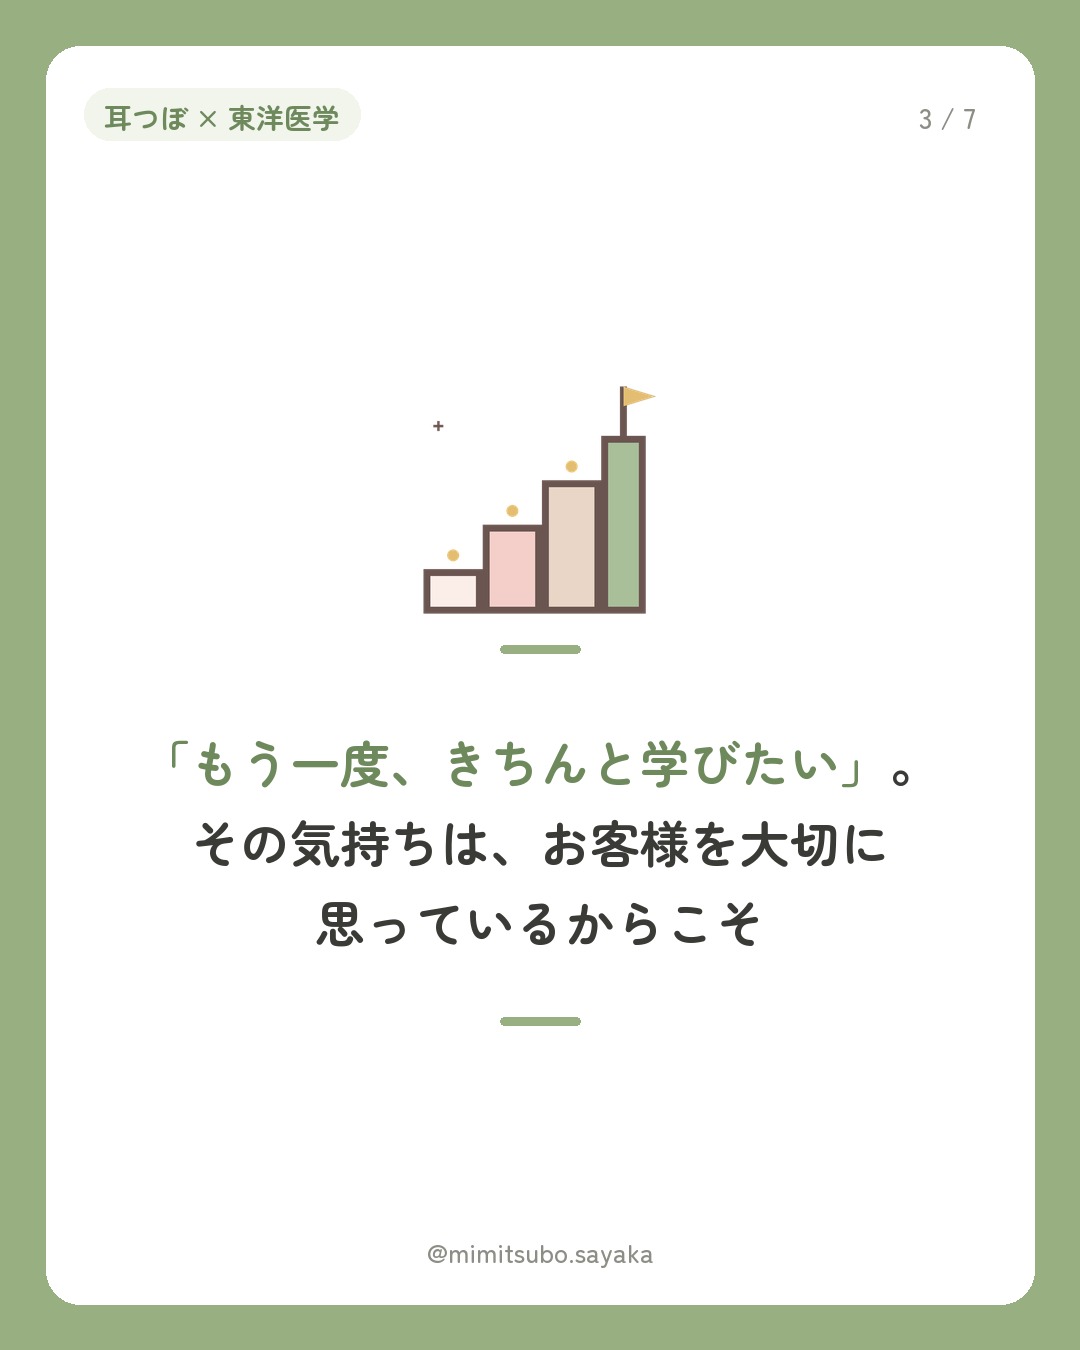 耳つぼ × 東洋医学
3 / 7
「もう一度、きちんと学びたい」。
その気持ちは、お客様を大切に
思っているからこそ
@mimitsubo.sayaka